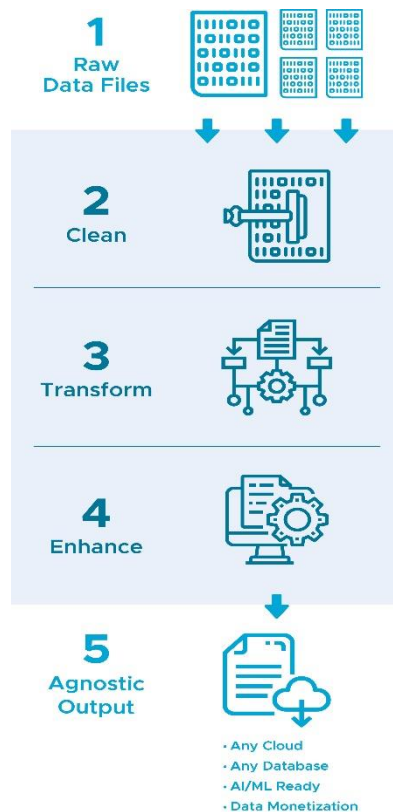 1
Raw
Data Files
2
Clean
3
Transform
4
Enhance
5
Agnostic
Output
• Any Cloud
• Any Database
• AI/ML Ready
• Data Monetization